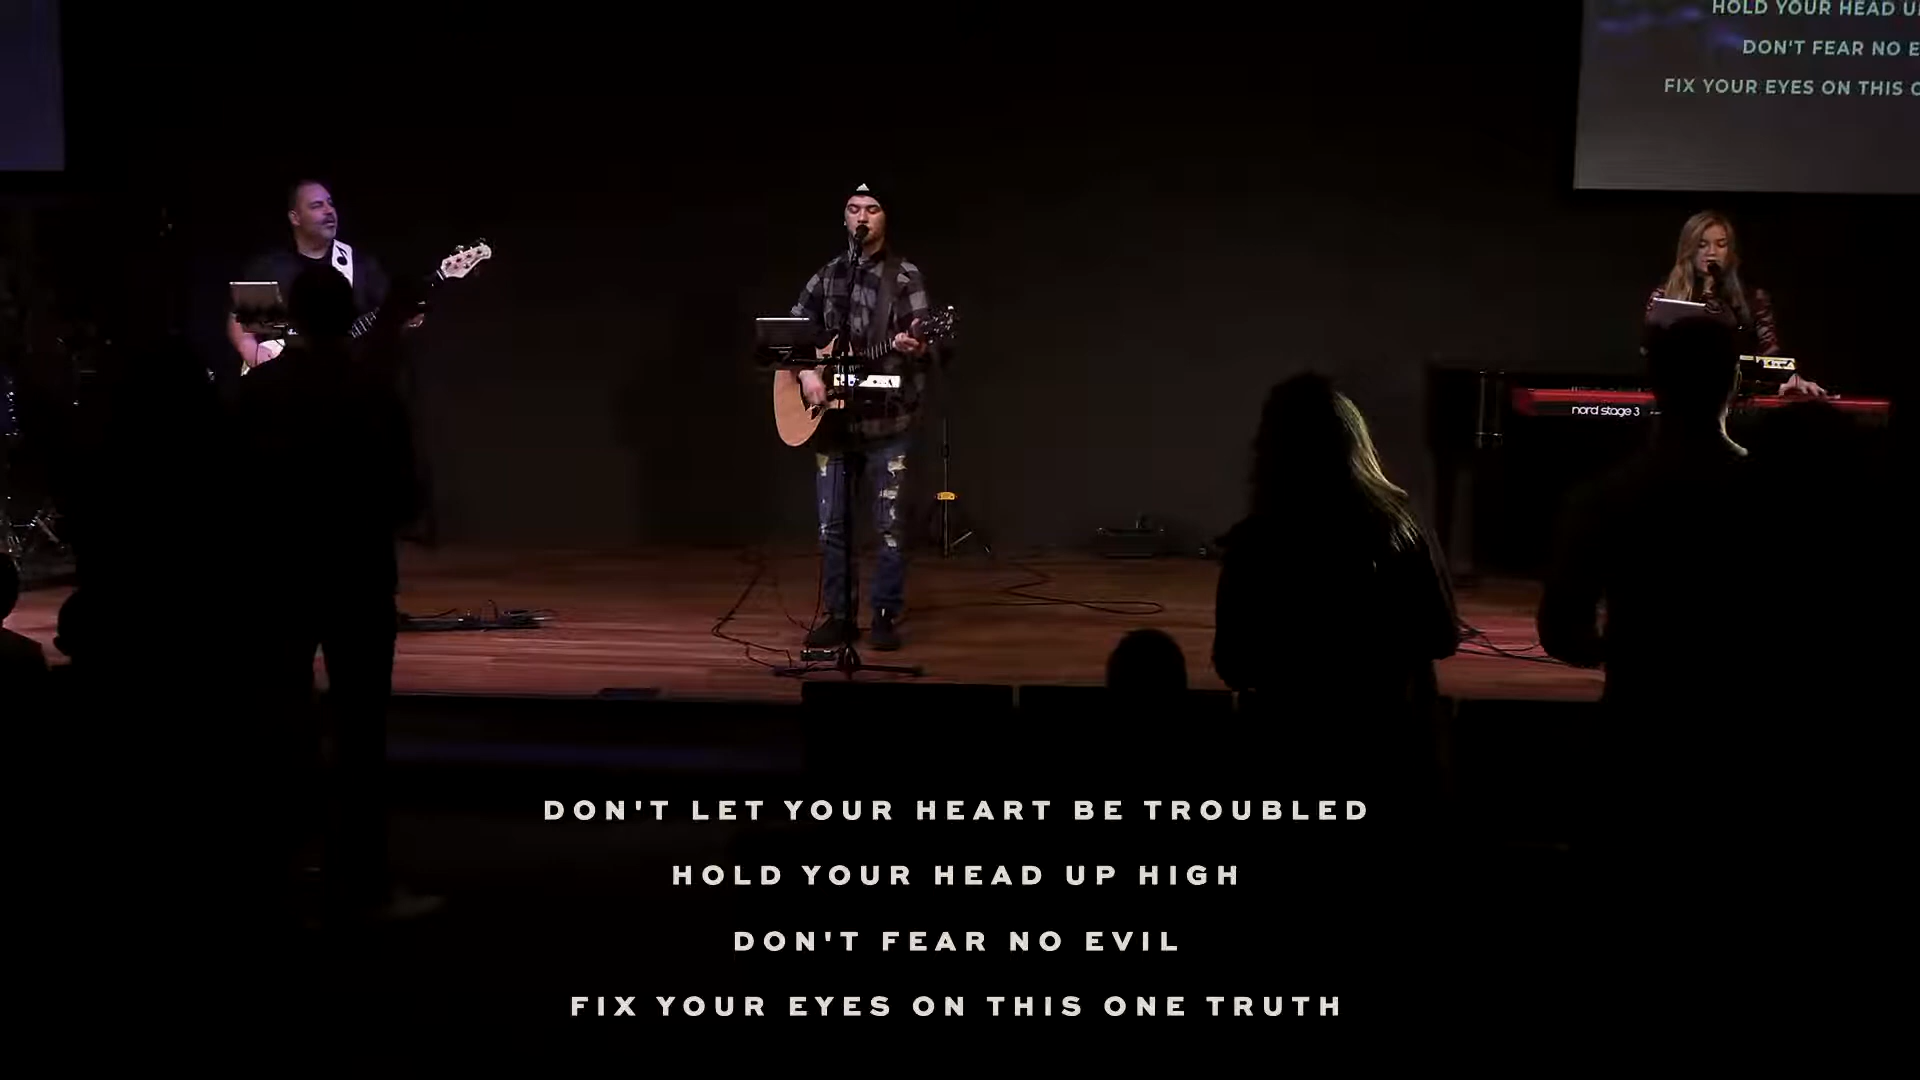 HOLD YOUR HEAD U
DON'T FEAR NO E
FIX YOUR EYES ON THIS
nord stage 3
DON'T LET YOUR HEART BE TROUBLED
HOLD YOUR HEAD UP HIGH
DON'T FEAR NO EVIL
FIX YOUR EYES ON THIS ONE TRUTH